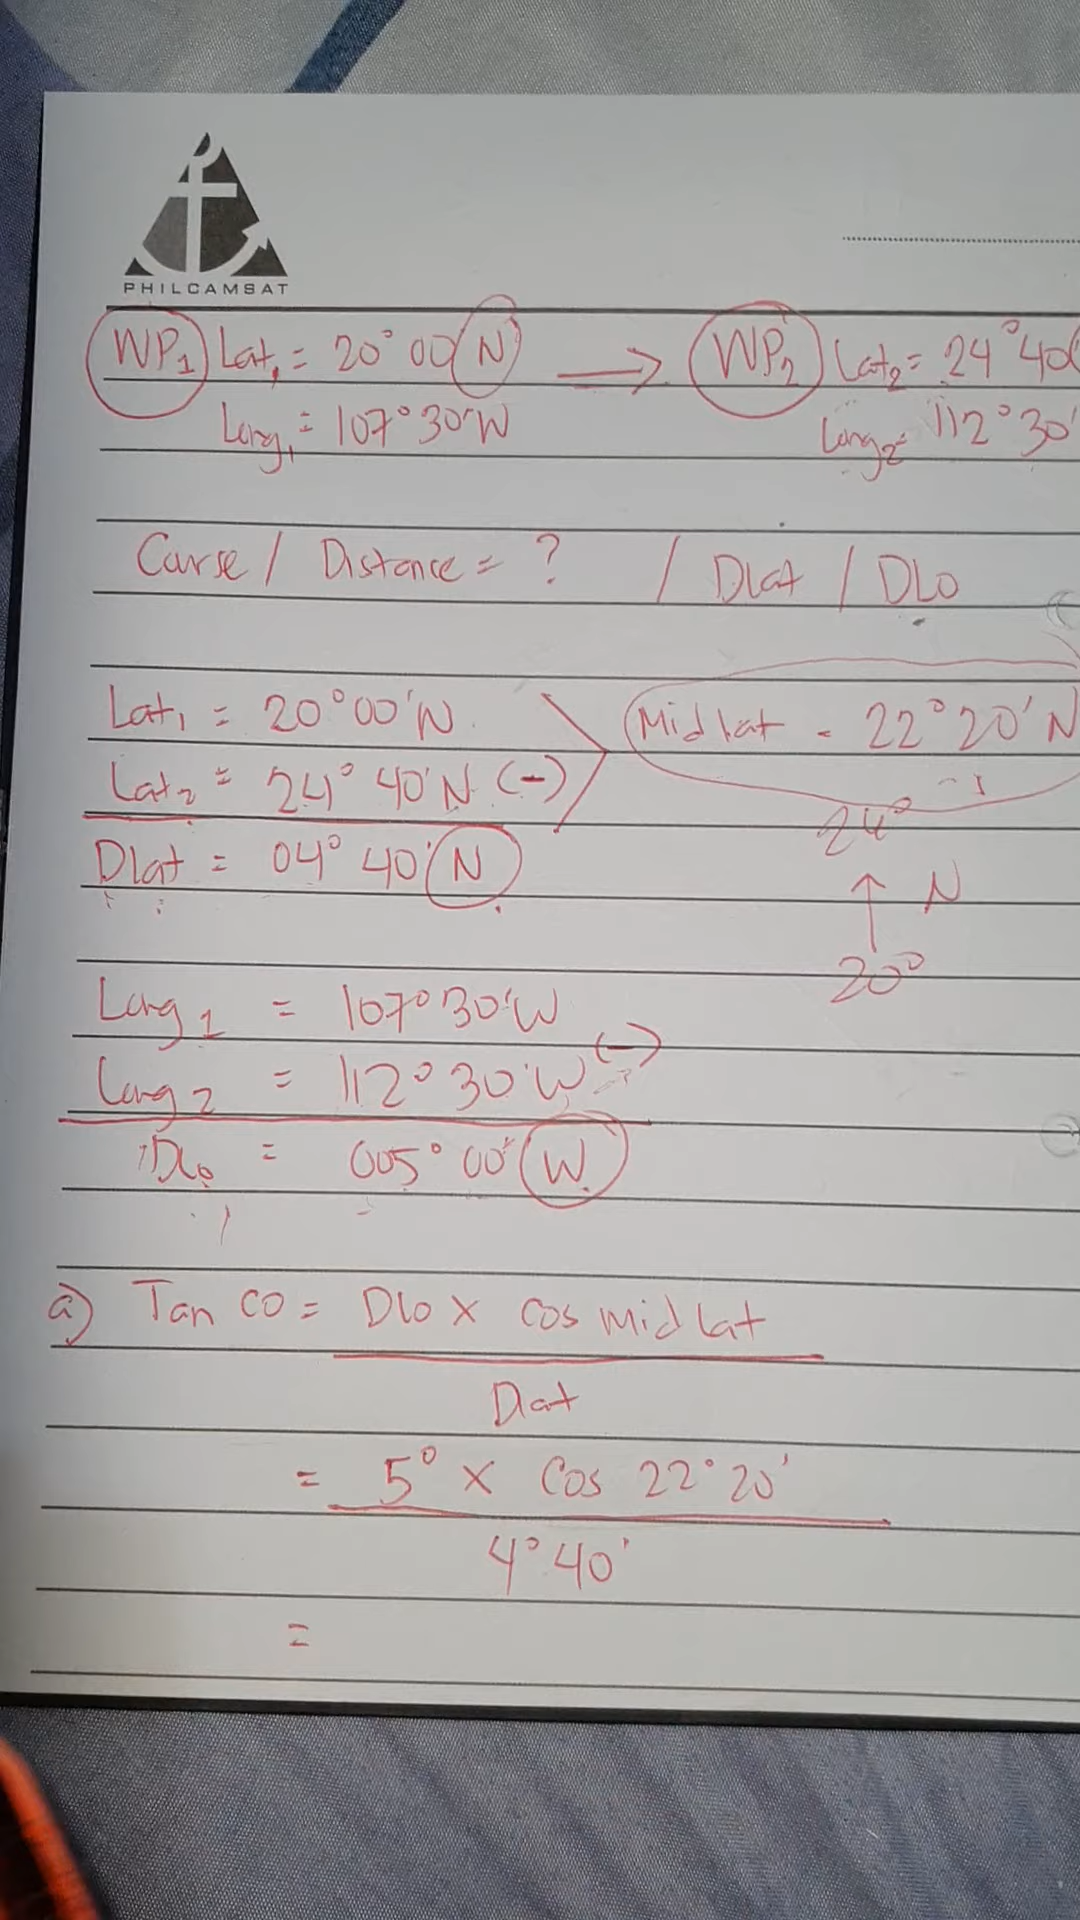 PHILCAMSAT
WP1 Lat1 = 20° 00' N → WP2 Lat2 = 24° 40
Long1 = 107° 30' W Long2 = 112° 30'
Course / Distance = ? / Dlat / DLO
Lat1 = 20° 00' N
Mid lat = 22° 20' N
Lat2 = 24° 40' N (-)
24°
Dlat = 04° 40' N
↑ N
20°
Long1 = 107° 30' W
Long2 = 112° 30' W (-)
Dlo = 005° 00' W
a) Tan CO = Dlo x Cos mid Lat
Dlat
= 5° x Cos 22° 20'
4° 40'
=